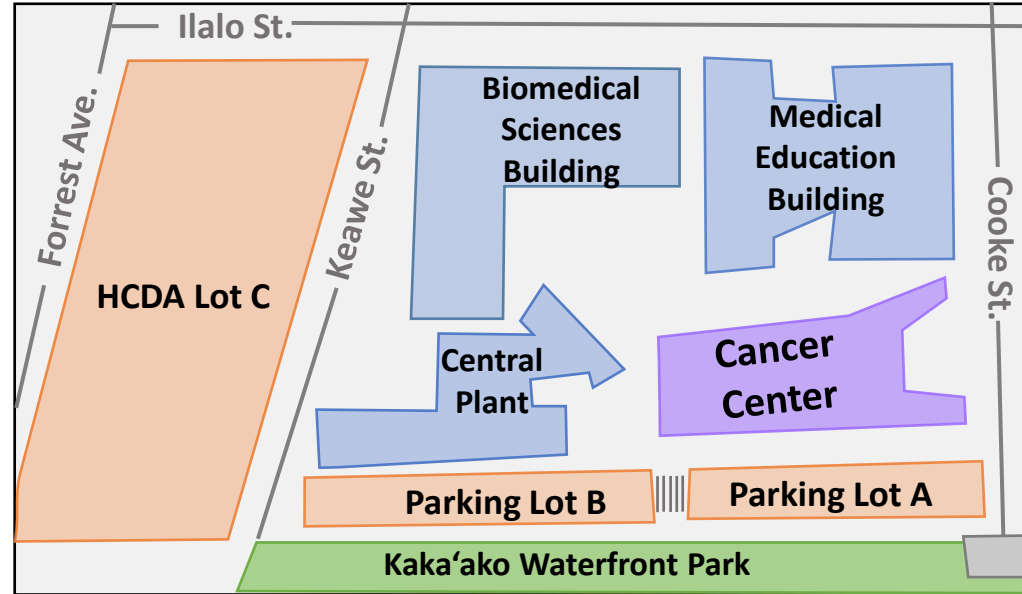 Ilalo St.
Forrest Ave.
Keawe St.
Biomedical
Sciences
Building
Medical
Education
Building
Cooke St.
HCDA Lot C
Central
Plant
Cancer
Center
Parking Lot B
Parking Lot A
Kakaʻako Waterfront Park